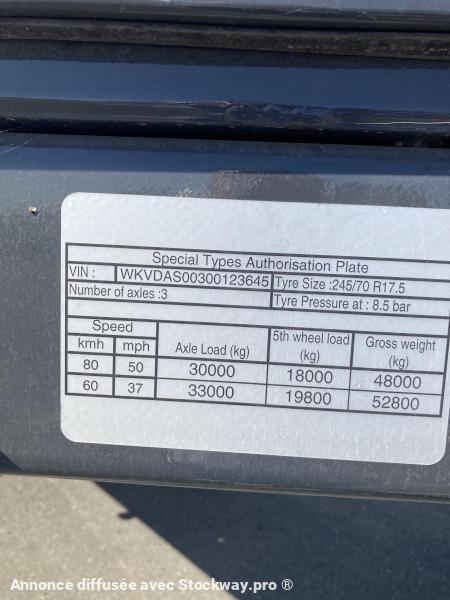 Special Types Authorisation Plate
VIN : WKVDAS00300123645 Tyre Size :245/70 R17.5
Number of axles :3 Tyre Pressure at : 8.5 bar
Speed Axle Load (kg) 5th wheel load (kg) Gross weight (kg)
kmh mph
80 50 30000 18000 48000
60 37 33000 19800 52800
Annonce diffusée avec Stockway.pro ®